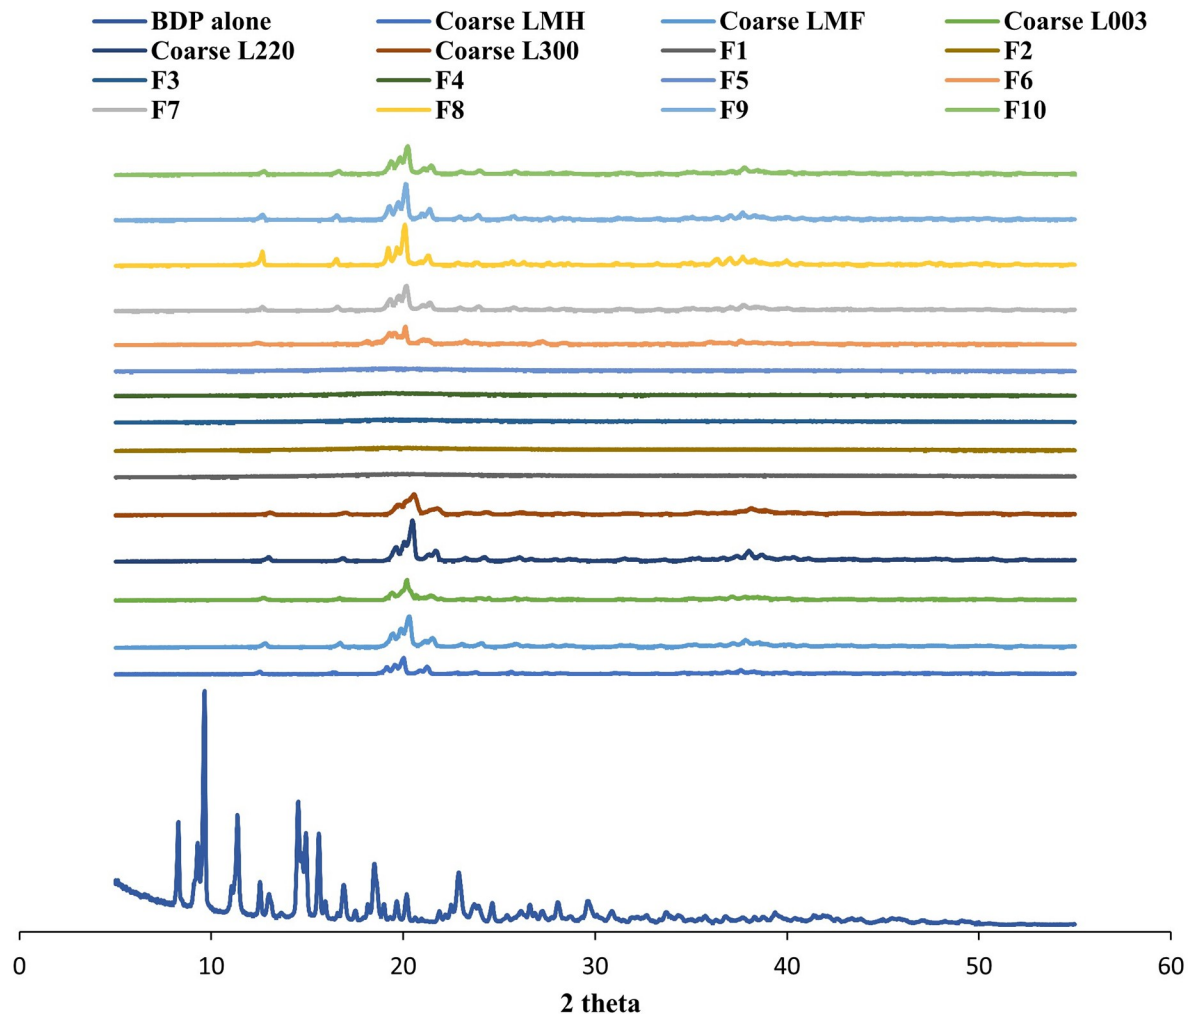 BDP alone Coarse LMH Coarse LMF Coarse L003
Coarse L220 Coarse L300 F1 F2
F3 F4 F5 F6
F7 F8 F9 F10
0 10 20 30 40 50 60
2 theta